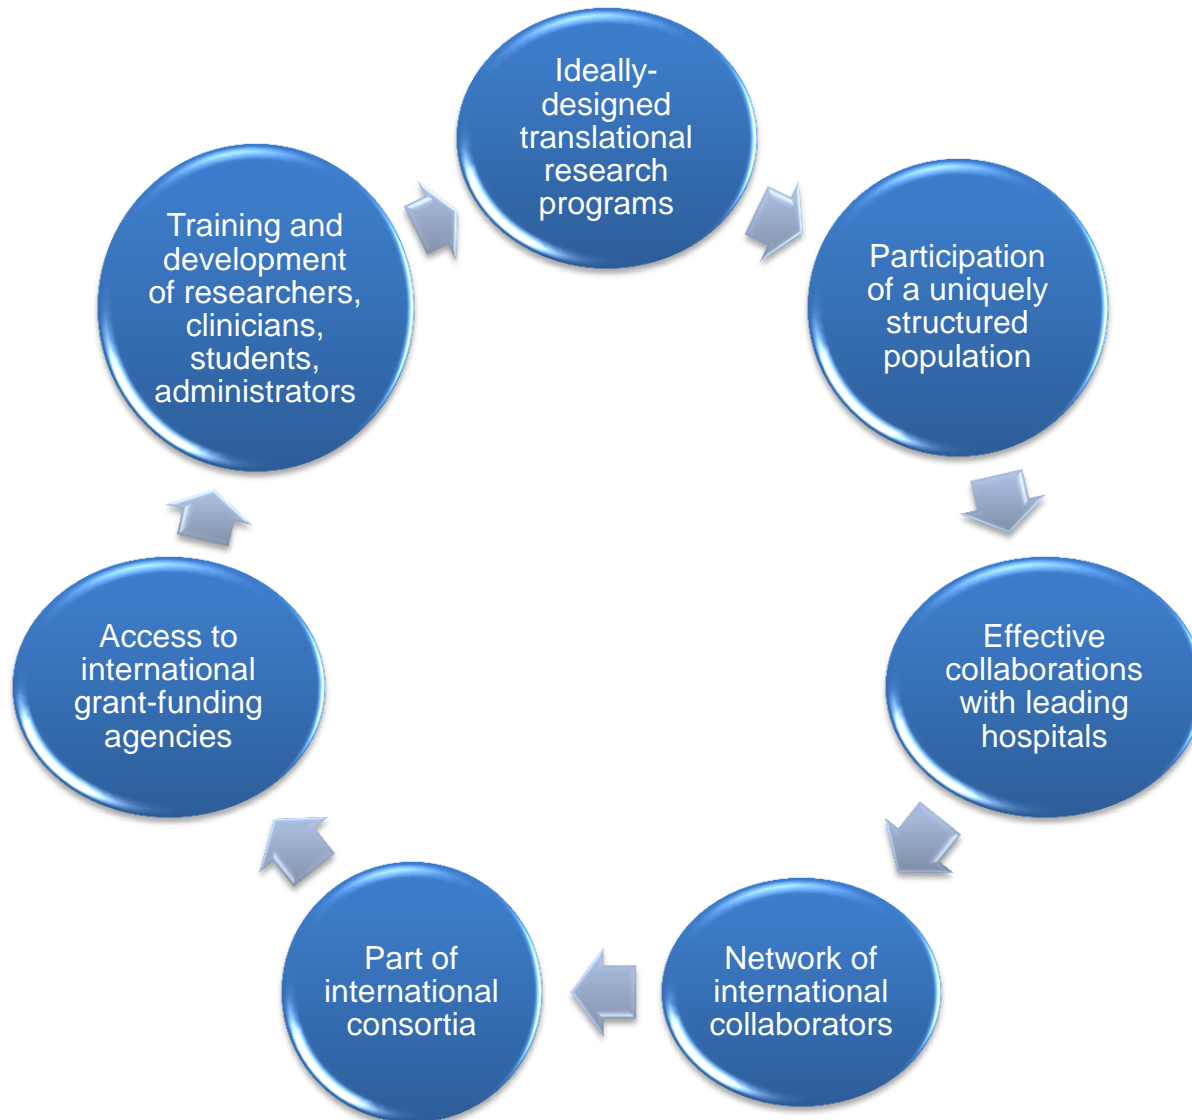 Ideally-
designed
translational
research
programs
Participation
of a uniquely
structured
population
Effective
collaborations
with leading
hospitals
Network of
international
collaborators
Part of
international
consortia
Access to
international
grant-funding
agencies
Training and
development
of researchers,
clinicians,
students,
administrators